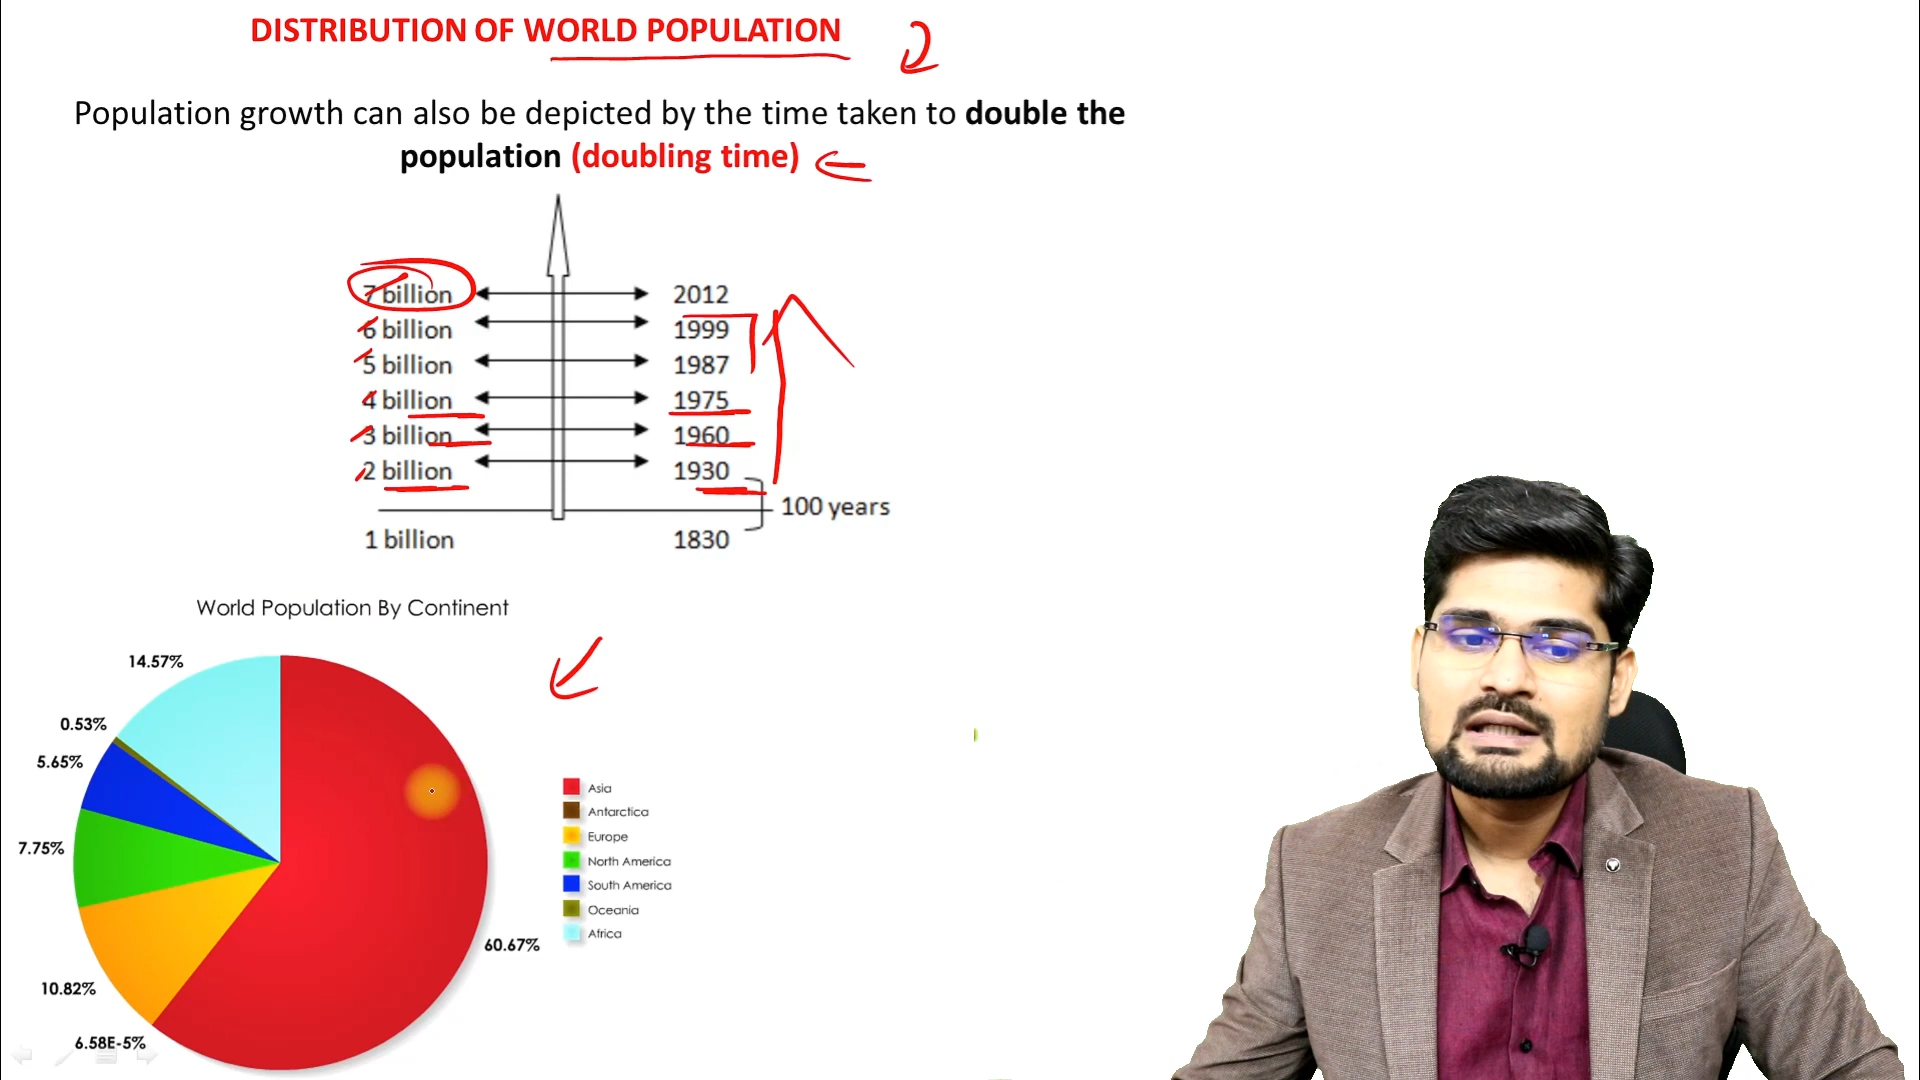 DISTRIBUTION OF WORLD POPULATION
Population growth can also be depicted by the time taken to double the
population (doubling time)
7 billion 2012
6 billion 1999
5 billion 1987
4 billion 1975
3 billion 1960
2 billion 1930
100 years
1 billion 1830
World Population By Continent
14.57%
0.53%
5.65%
7.75%
10.82%
6.58E-5%
60.67%
Asia
Antarctica
Europe
North America
South America
Oceania
Africa